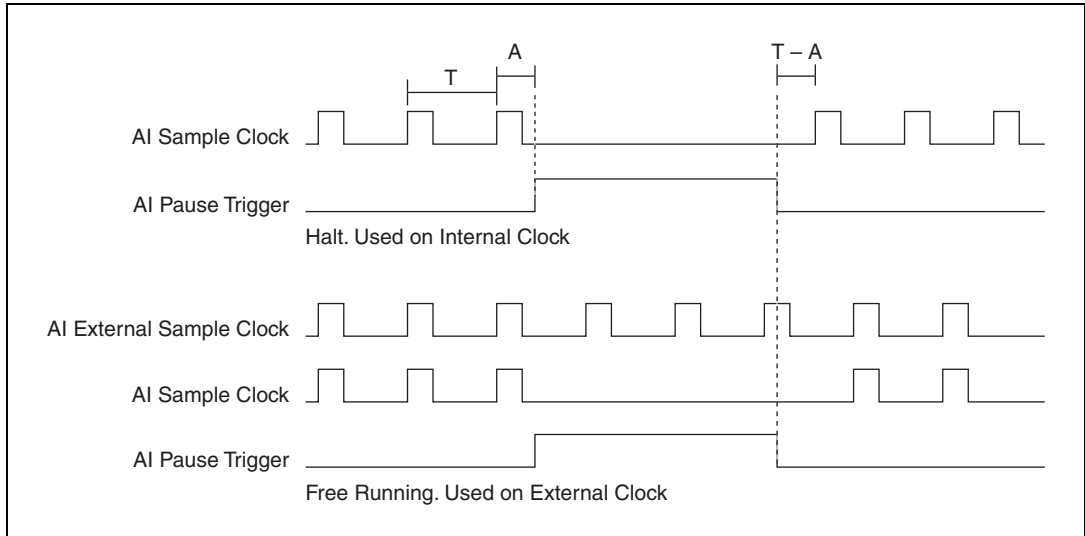 A
T – A
T
AI Sample Clock
AI Pause Trigger
Halt. Used on Internal Clock
AI External Sample Clock
AI Sample Clock
AI Pause Trigger
Free Running. Used on External Clock